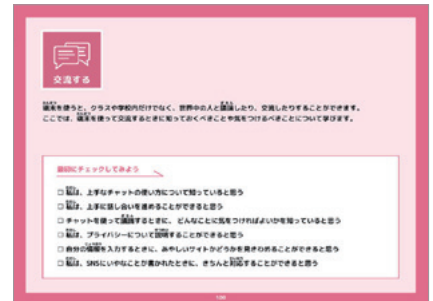 交流する
端末を使うと、クラスや学校内だけでなく、世界中の人と議論したり、交流したりすることができます。
ここでは、端末を使って交流するときに知っておくべきことや気をつけるべきことについて学びます。
最初にチェックしてみよう
□ 私は、上手なチャットの使い方について知っていると思う
□ 私は、上手に話し合いを進めることができると思う
□ チャットを使って議論するときに、どんなことに気をつければよいかを知っていると思う
□ 私は、プライバシーについて説明することができると思う
□ 自分の情報を入力するときに、あやしいサイトかどうかを見きわめることができると思う
□ 私は、SNSにいやなことが書かれたときに、きちんと対応することができると思う